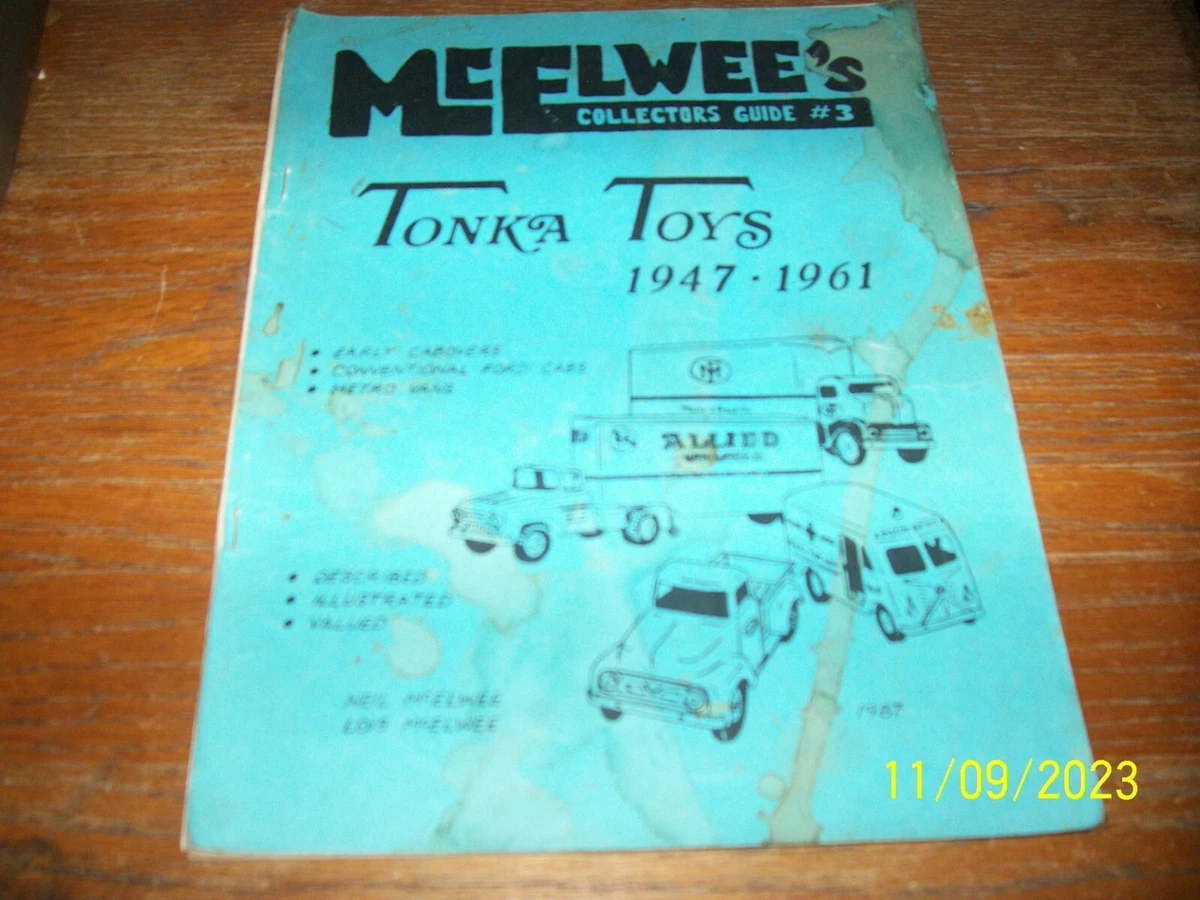 McELWEE's
COLLECTORS GUIDE #3
TONKA TOYS
1947 · 1961
• EARLY CABOVERS
• CONVENTIONAL FORD CABS
• METRO VANS
ALLIED
• DESCRIBED
• ILLUSTRATED
• VALUED
NEIL McELWEE
LOIS McELWEE
1987
11/09/2023